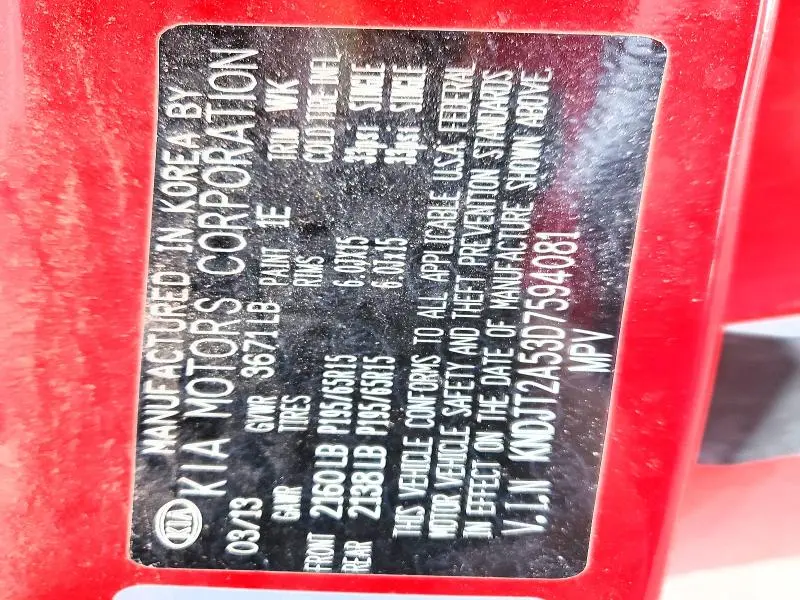 KIA
MANUFACTURED IN KOREA BY
KIA MOTORS CORPORATION
03/13 GVWR 3671LB PAINT 1E TRIM WK
GAWR TIRES RIMS COLD TIRE INFL
FRONT 2160LB P195/65R15 6.0Jx15 33psi SINGLE
REAR 2138LB P195/65R15 6.0Jx15 33psi SINGLE
THIS VEHICLE CONFORMS TO ALL APPLICABLE U.S.A. FEDERAL
MOTOR VEHICLE SAFETY AND THEFT PREVENTION STANDARDS
IN EFFECT ON THE DATE OF MANUFACTURE SHOWN ABOVE.
V.I.N KNDJT2A53D7594081
MPV